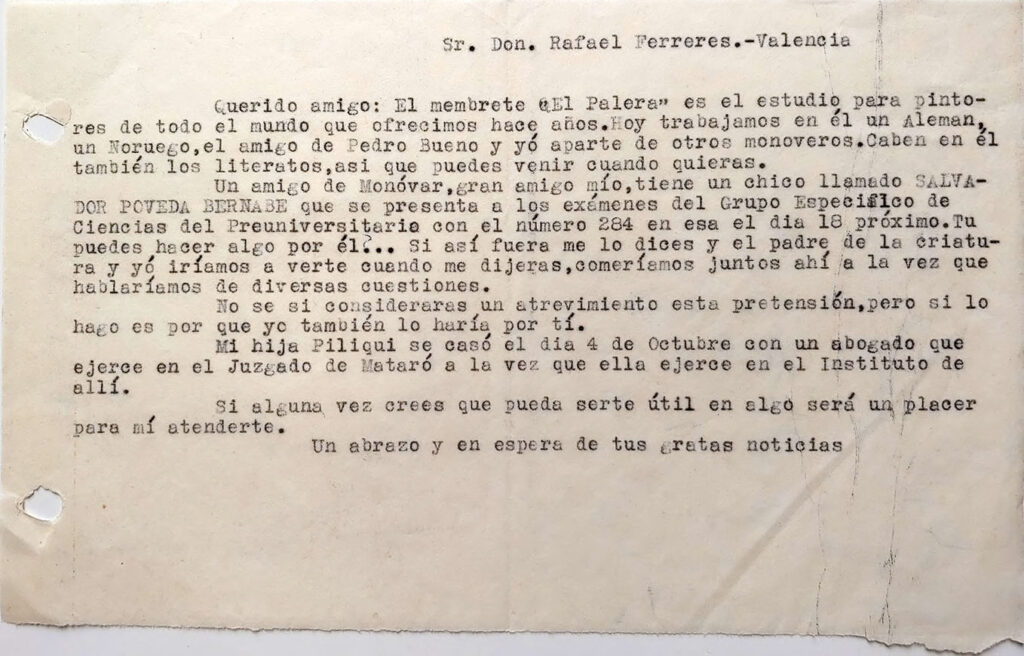 Sr. Don. Rafael Ferreres.-Valencia
Querido amigo: El membrete "El Palera" es el estudio para pinto-
res de todo el mundo que ofrecimos hace años.Hoy trabajamos en él un Aleman,
un Noruego,el amigo de Pedro Bueno y yó aparte de otros monoveros.Caben en él
también los literatos,asi que puedes venir cuando quieras.
Un amigo de Monóvar,gran amigo mío,tiene un chico llamado SALVA-
DOR POVEDA BERNABE que se presenta a los exámenes del Grupo Especifico de
Ciencias del Preuniversitario con el número 284 en esa el dia 18 próximo.Tu
puedes hacer algo por él?... Si así fuera me lo dices y el padre de la criatu-
ra y yó iríamos a verte cuando me dijeras,comeríamos juntos ahí a la vez que
hablaríamos de diversas cuestiones.
No se si consideraras un atrevimiento esta pretensión,pero si lo
hago es por que yo también lo haría por tí.
Mi hija Piliqui se casó el dia 4 de Octubre con un abogado que
ejerce en el Juzgado de Mataró a la vez que ella ejerce en el Instituto de
allí.
Si alguna vez crees que pueda serte útil en algo será un placer
para mí atenderte.
Un abrazo y en espera de tus gratas noticias